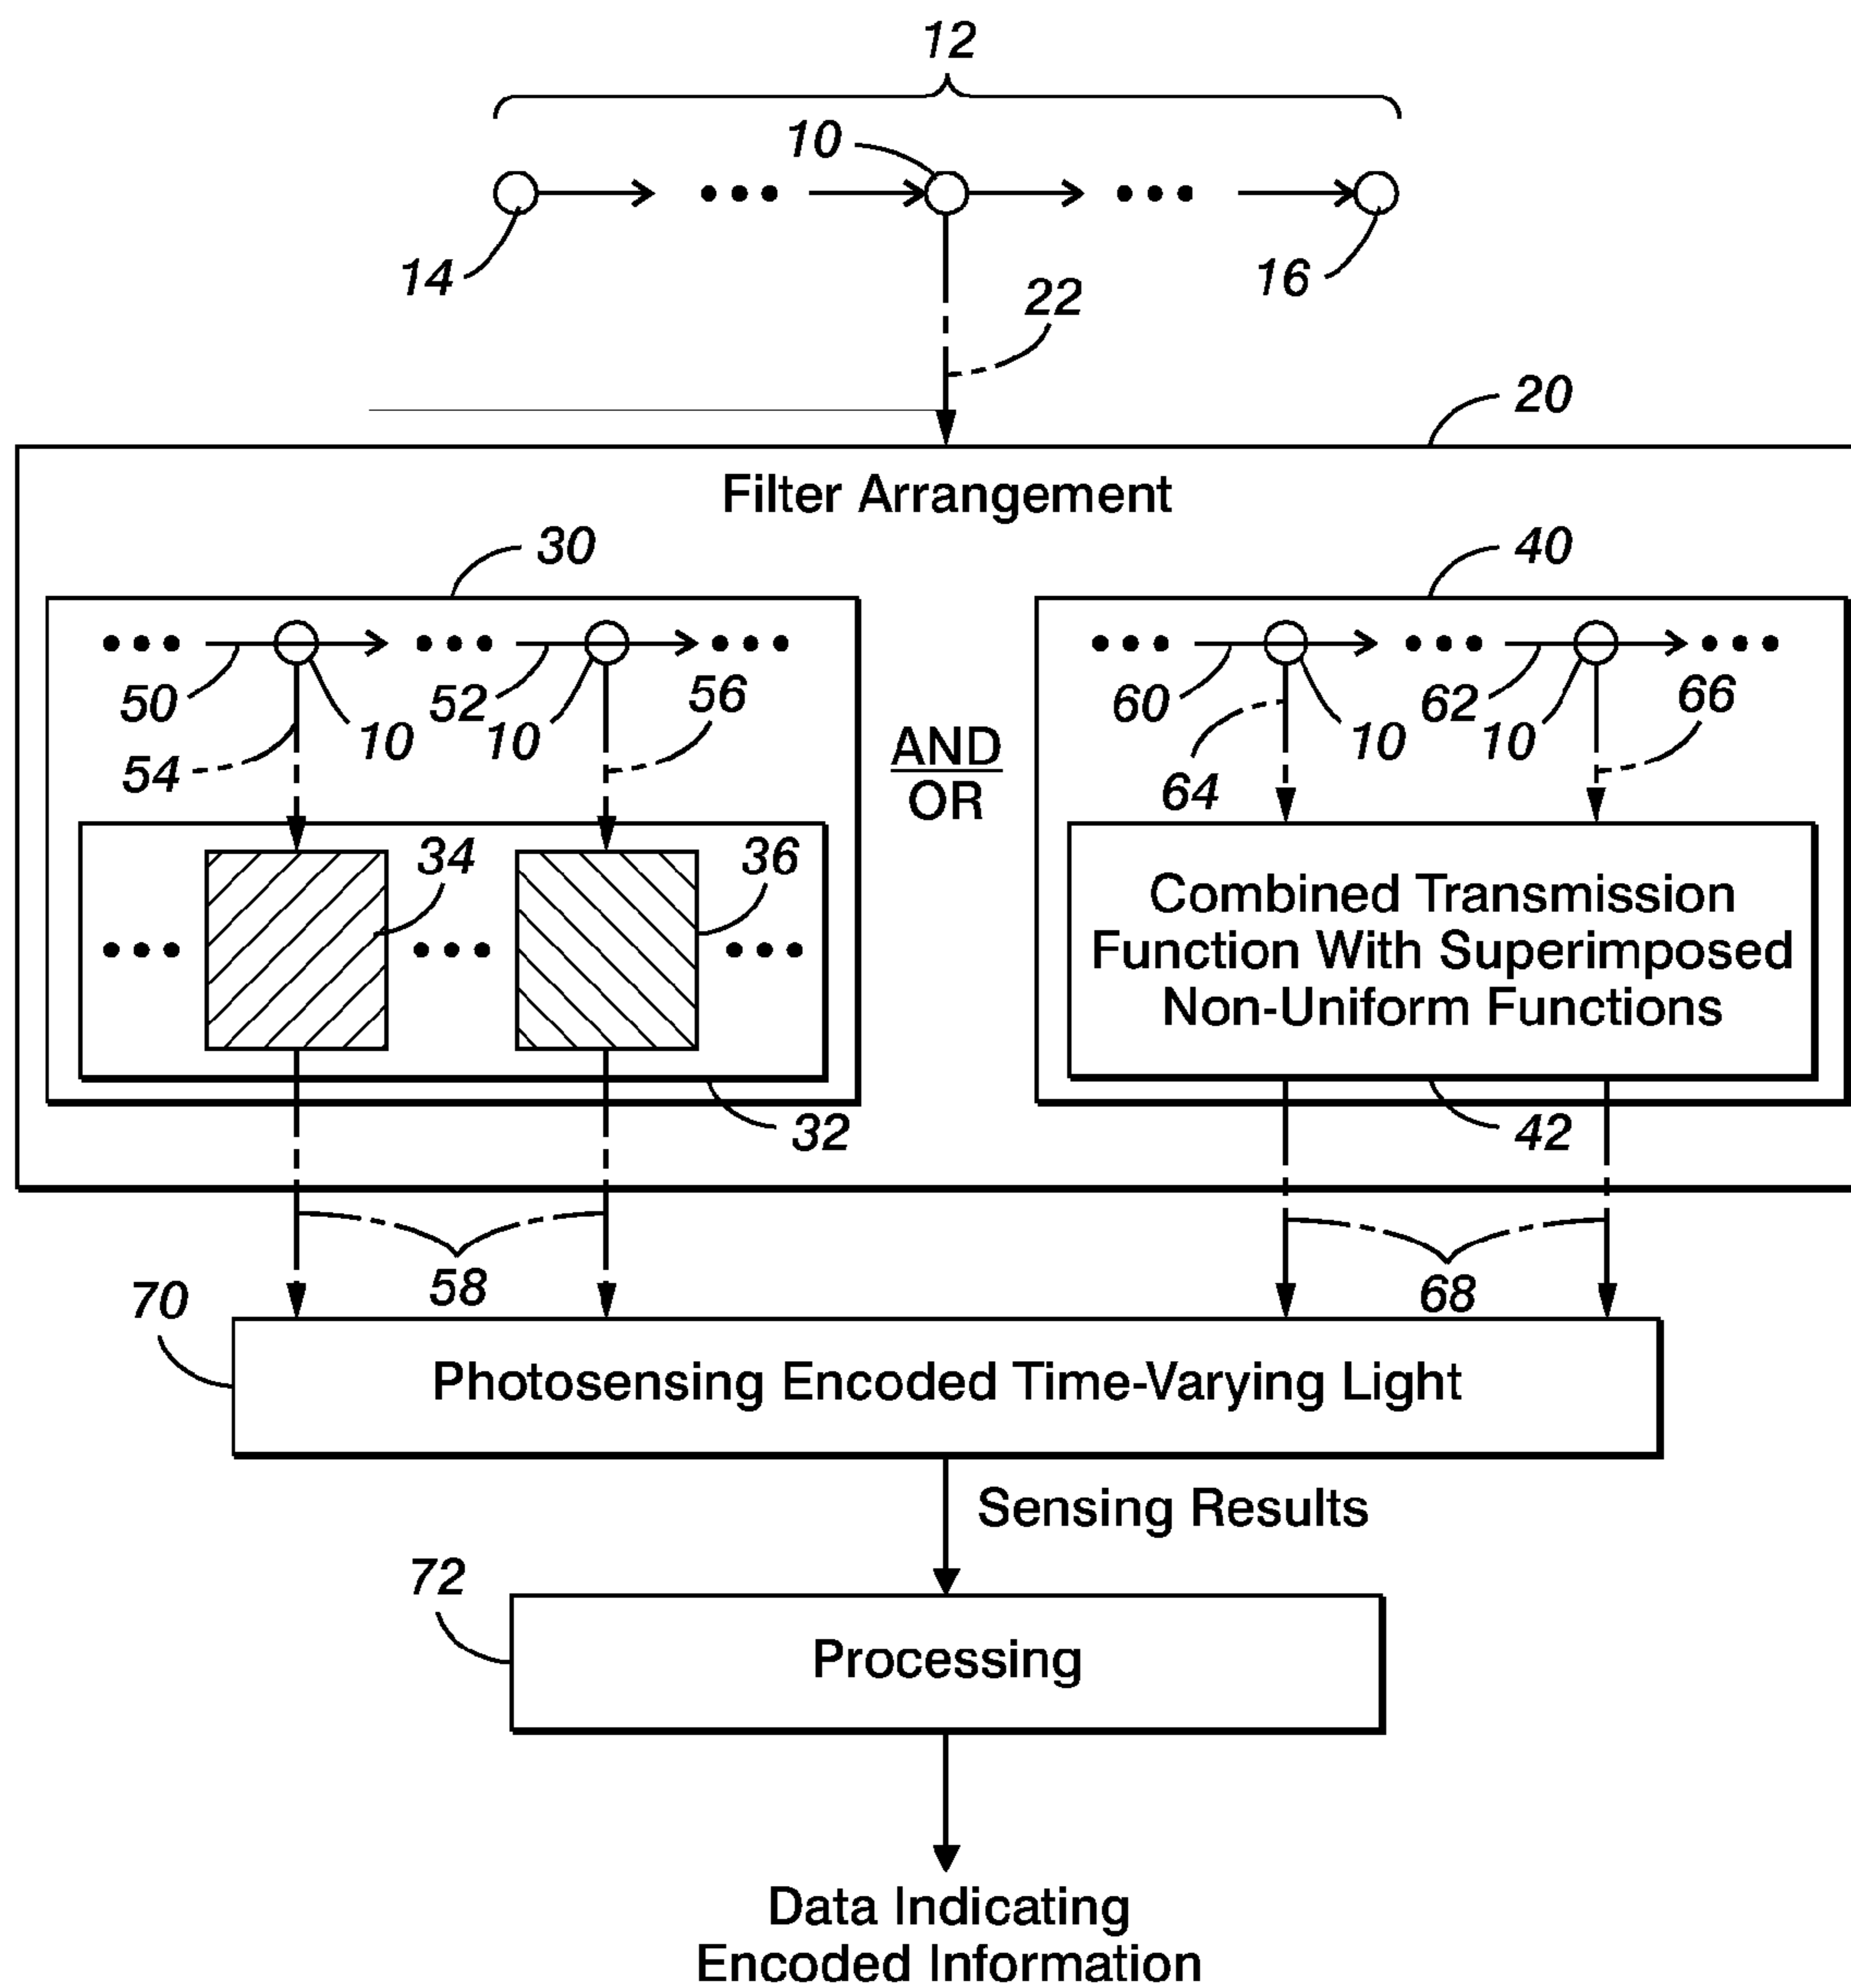 12
10
14
16
22
20
Filter Arrangement
30
40
50
10
52
10
56
54
60
10
62
10
66
64
AND
OR
34
36
Combined Transmission
Function With Superimposed
Non-Uniform Functions
32
42
58
68
70
Photosensing Encoded Time-Varying Light
Sensing Results
72
Processing
Data Indicating
Encoded Information